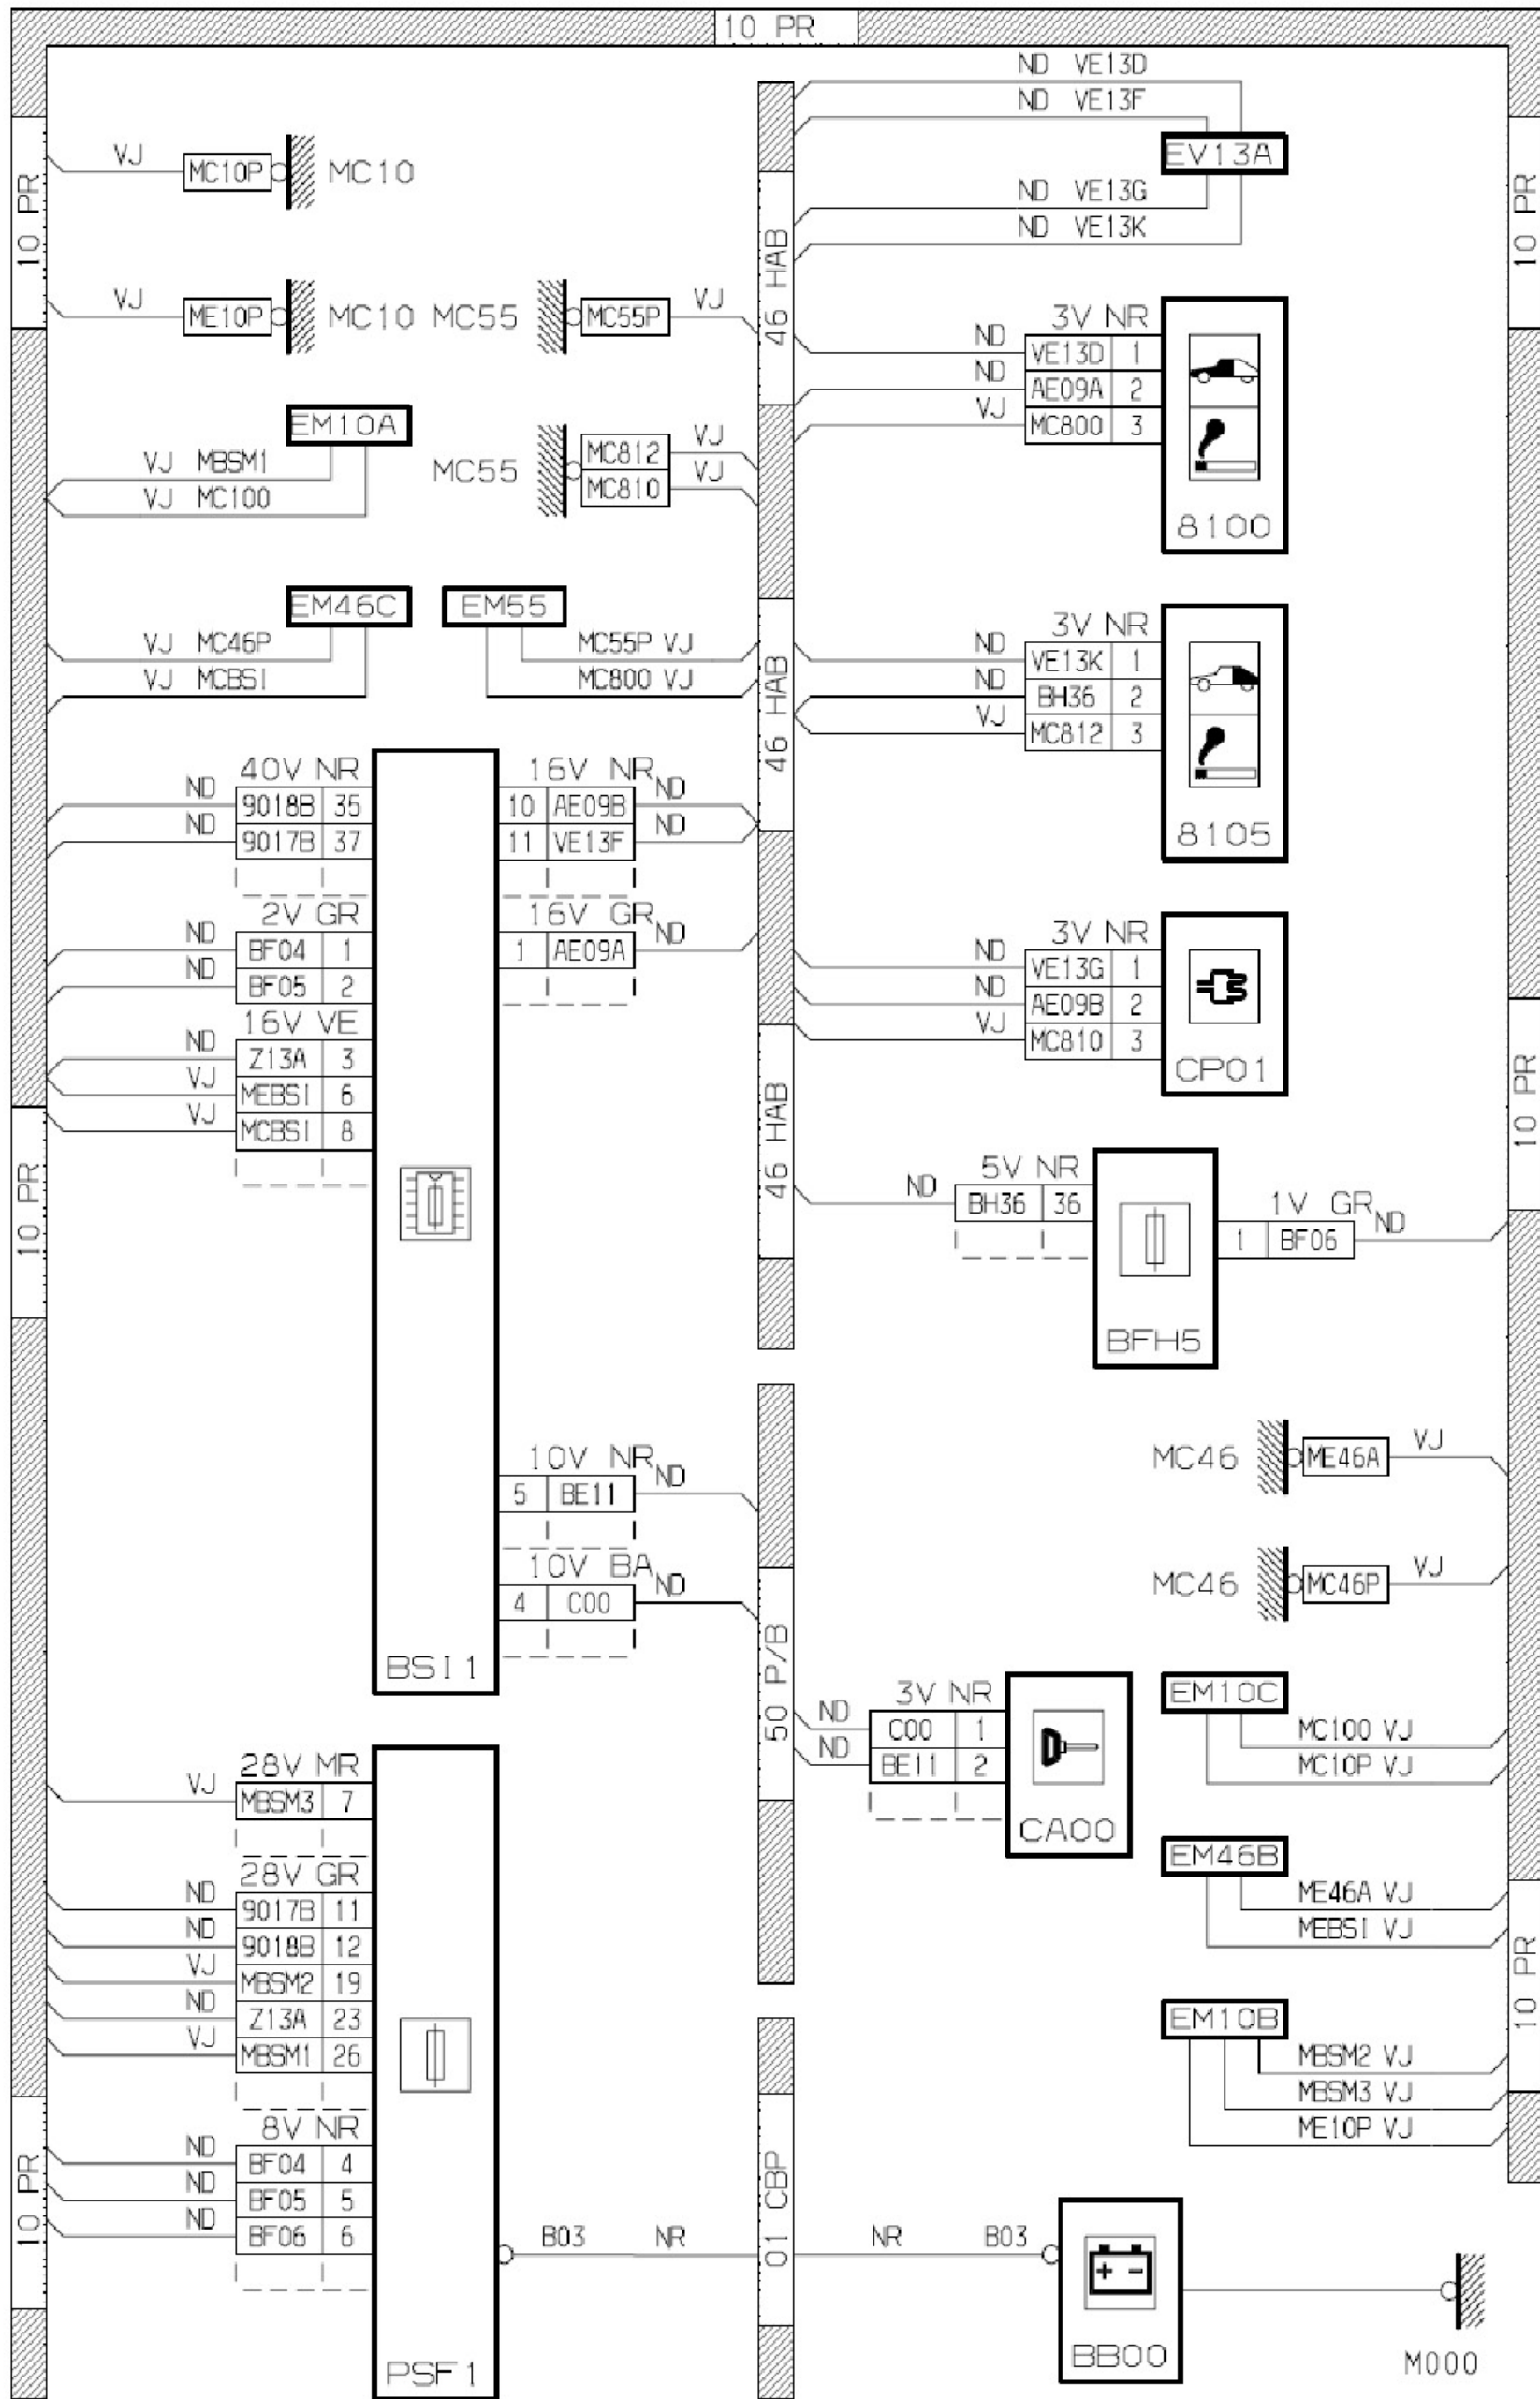 10 PR
ND VE13D
ND VE13F
EV13A
ND VE13G
ND VE13K
10 PR
VJ MC10P MC10
VJ ME10P MC10
MC55 MC55P VJ
46 HAB
10 PR
3V NR
ND VE13D 1
ND AE09A 2
VJ MC800 3
8100
EM10A
VJ MBSM1
VJ MC100
MC55 MC812 VJ
MC810 VJ
EM46C
VJ MC46P
VJ MCBSI
EM55
MC55P VJ
MC800 VJ
46 HAB
3V NR
ND VE13K 1
ND BH36 2
VJ MC812 3
8105
40V NR
ND 9018B 35
ND 9017B 37
2V GR
ND BF04 1
ND BF05 2
16V VE
ND Z13A 3
VJ MEBSI 6
VJ MCBSI 8
16V NR
10 AE09B ND
11 VE13F ND
16V GR
1 AE09A ND
3V NR
ND VE13G 1
ND AE09B 2
VJ MC810 3
CP01
10 PR
46 HAB
10 PR
5V NR
ND BH36 36
1V GR
1 BF06 ND
BFH5
10V NR
5 BE11 ND
10V BA
4 C00 ND
BSI1
MC46 ME46A VJ
MC46 MC46P VJ
50 P/B
3V NR
ND C00 1
ND BE11 2
CA00
EM10C
MC100 VJ
MC10P VJ
EM46B
ME46A VJ
MEBSI VJ
10 PR
EM10B
MBSM2 VJ
MBSM3 VJ
ME10P VJ
28V MR
VJ MBSM3 7
28V GR
ND 9017B 11
ND 9018B 12
VJ MBSM2 19
ND Z13A 23
VJ MBSM1 26
8V NR
ND BF04 4
ND BF05 5
ND BF06 6
10 PR
PSF1
B03 NR
01 CBP
NR B03
BB00
M000